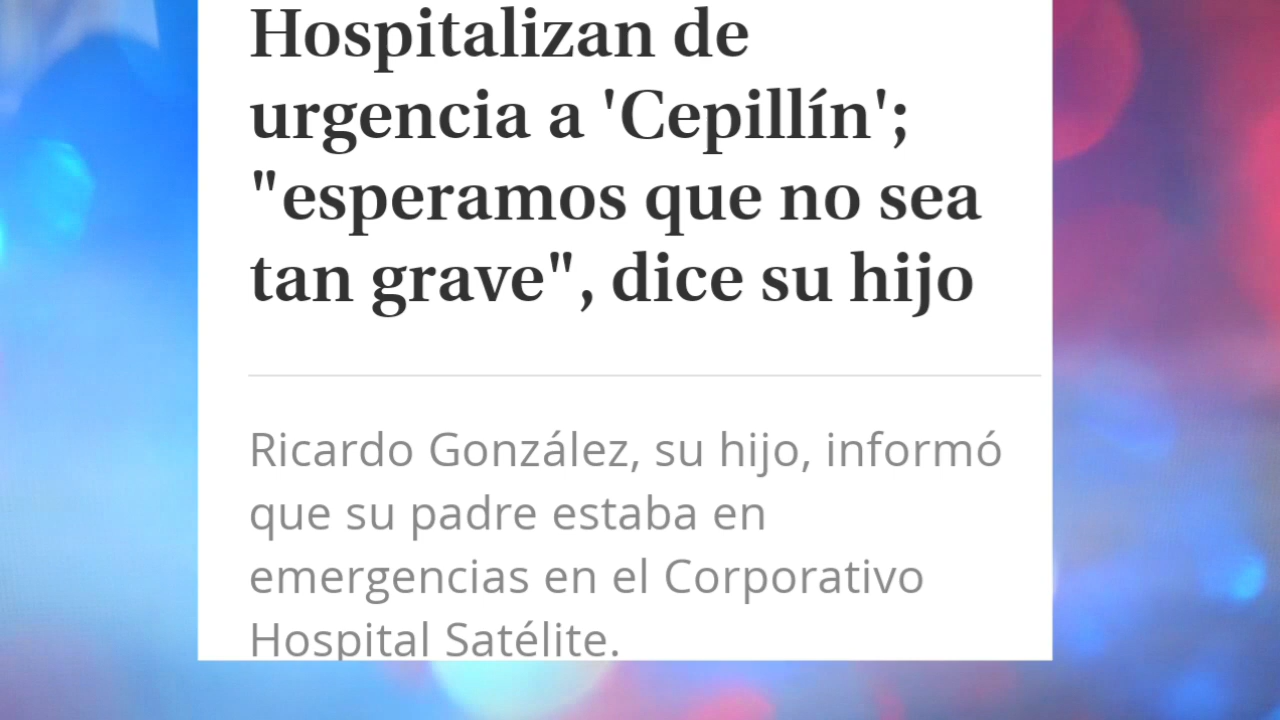 Hospitalizan de
urgencia a 'Cepillín';
"esperamos que no sea
tan grave", dice su hijo
Ricardo González, su hijo, informó
que su padre estaba en
emergencias en el Corporativo
Hospital Satélite.